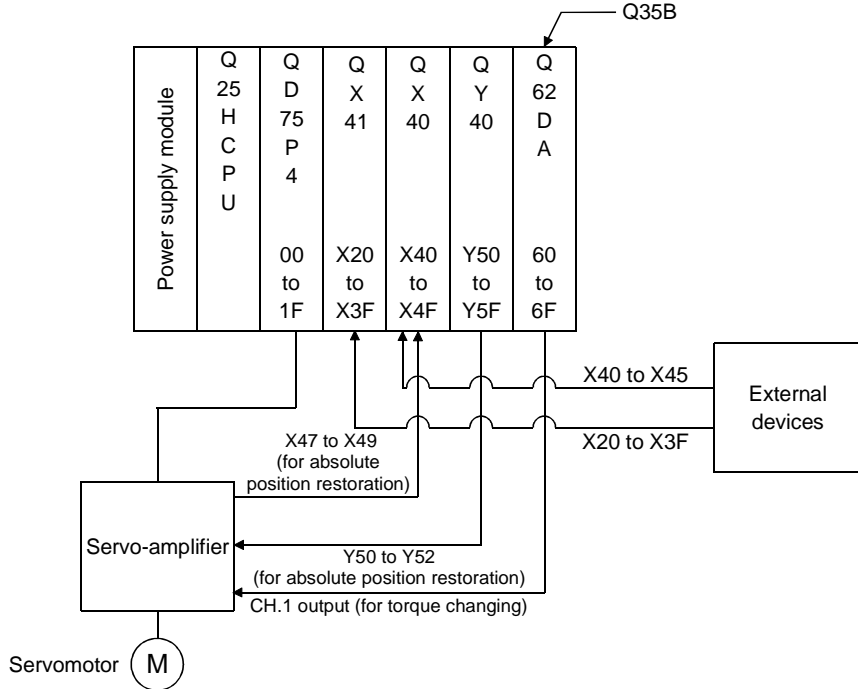 Q35B
Power supply module
Q
25
H
C
P
U
Q
D
75
P
4
00
to
1F
Q
X
41
X20
to
X3F
Q
X
40
X40
to
X4F
Q
Y
40
Y50
to
Y5F
Q
62
D
A
60
to
6F
X40 to X45
External
devices
X20 to X3F
X47 to X49
(for absolute
position restoration)
Servo-amplifier
Y50 to Y52
(for absolute position restoration)
CH.1 output (for torque changing)
Servomotor
M